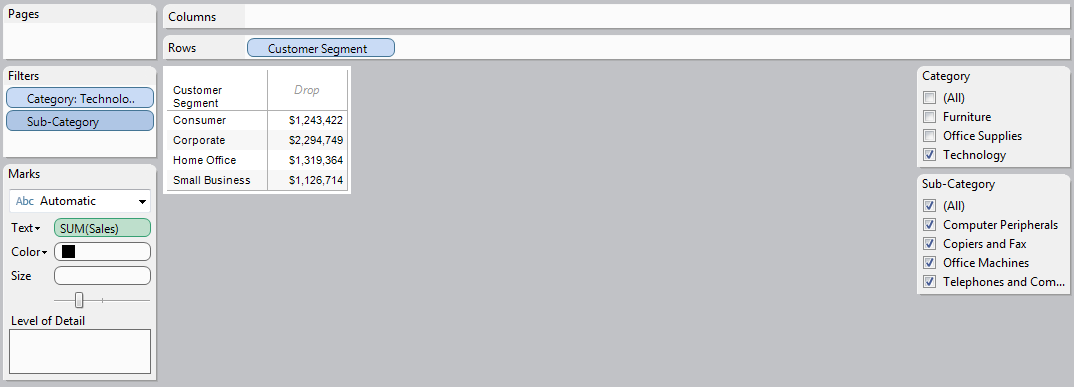 Pages
Columns
Rows
Customer Segment
Filters
Category: Technolo..
Sub-Category
Marks
Abc Automatic
Text
SUM(Sales)
Color
Size
Level of Detail
Customer
Segment
Drop
Consumer $1,243,422
Corporate $2,294,749
Home Office $1,319,364
Small Business $1,126,714
Category
(All)
Furniture
Office Supplies
Technology
Sub-Category
(All)
Computer Peripherals
Copiers and Fax
Office Machines
Telephones and Com...